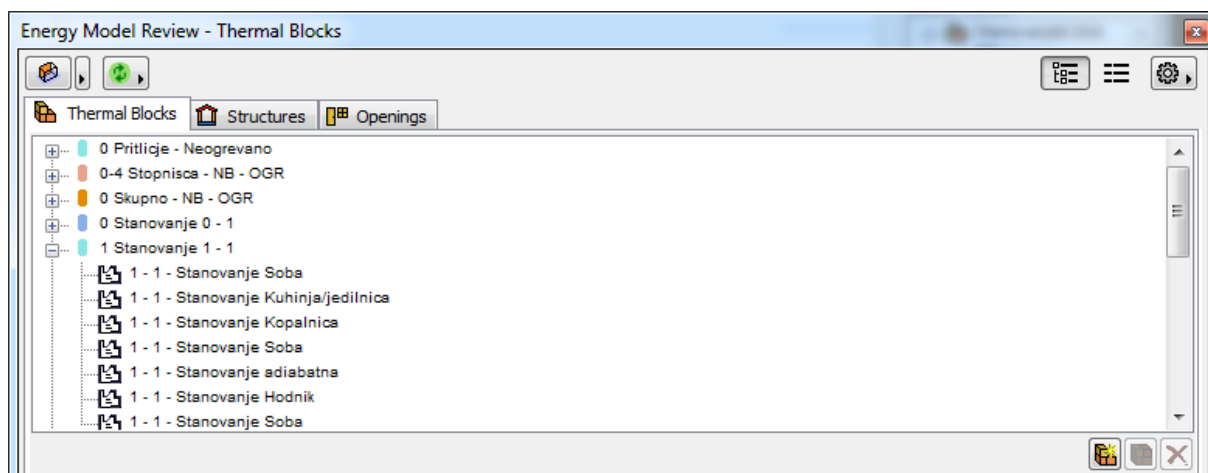 Energy Model Review - Thermal Blocks
Thermal Blocks Structures Openings
0 Pritlicje - Neogrevano
0-4 Stopnisca - NB - OGR
0 Skupno - NB - OGR
0 Stanovanje 0 - 1
1 Stanovanje 1 - 1
1 - 1 - Stanovanje Soba
1 - 1 - Stanovanje Kuhinja/jedilnica
1 - 1 - Stanovanje Kopalnica
1 - 1 - Stanovanje Soba
1 - 1 - Stanovanje adiabatna
1 - 1 - Stanovanje Hodnik
1 - 1 - Stanovanje Soba